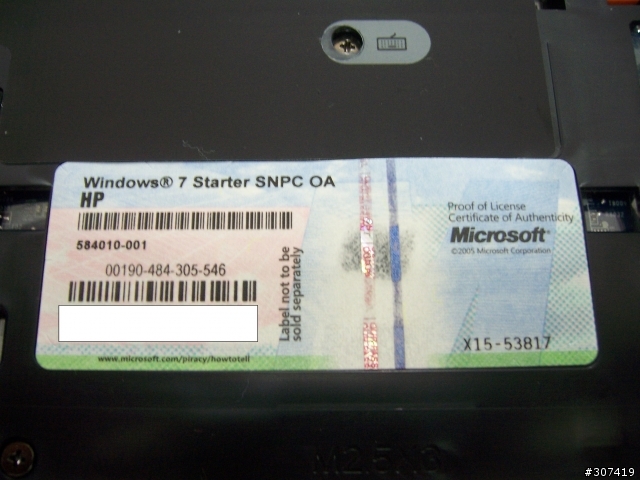 Windows® 7 Starter SNPC OA
HP
584010-001
00190-484-305-546
Label not to be
sold separately
www.microsoft.com/piracy/howtotell
Proof of License
Certificate of Authenticity
Microsoft®
©2005 Microsoft Corporation
X15-53817
#307419